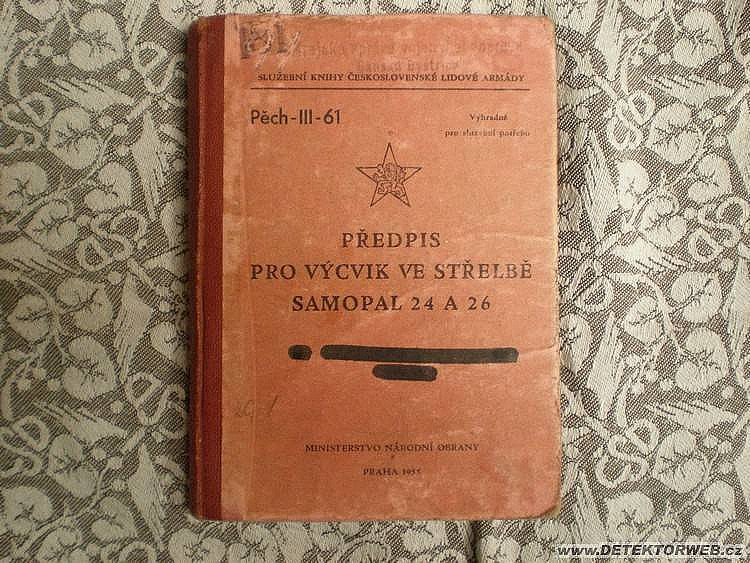 SLUŽEBNÍ KNIHY ČESKOSLOVENSKÉ LIDOVÉ ARMÁDY
Pěch-III-61
Výhradně
pro služební potřebu
PŘEDPIS
PRO VÝCVIK VE STŘELBĚ
SAMOPAL 24 A 26
MINISTERSTVO NÁRODNÍ OBRANY
PRAHA 1955
www.DETEKTORWEB.cz